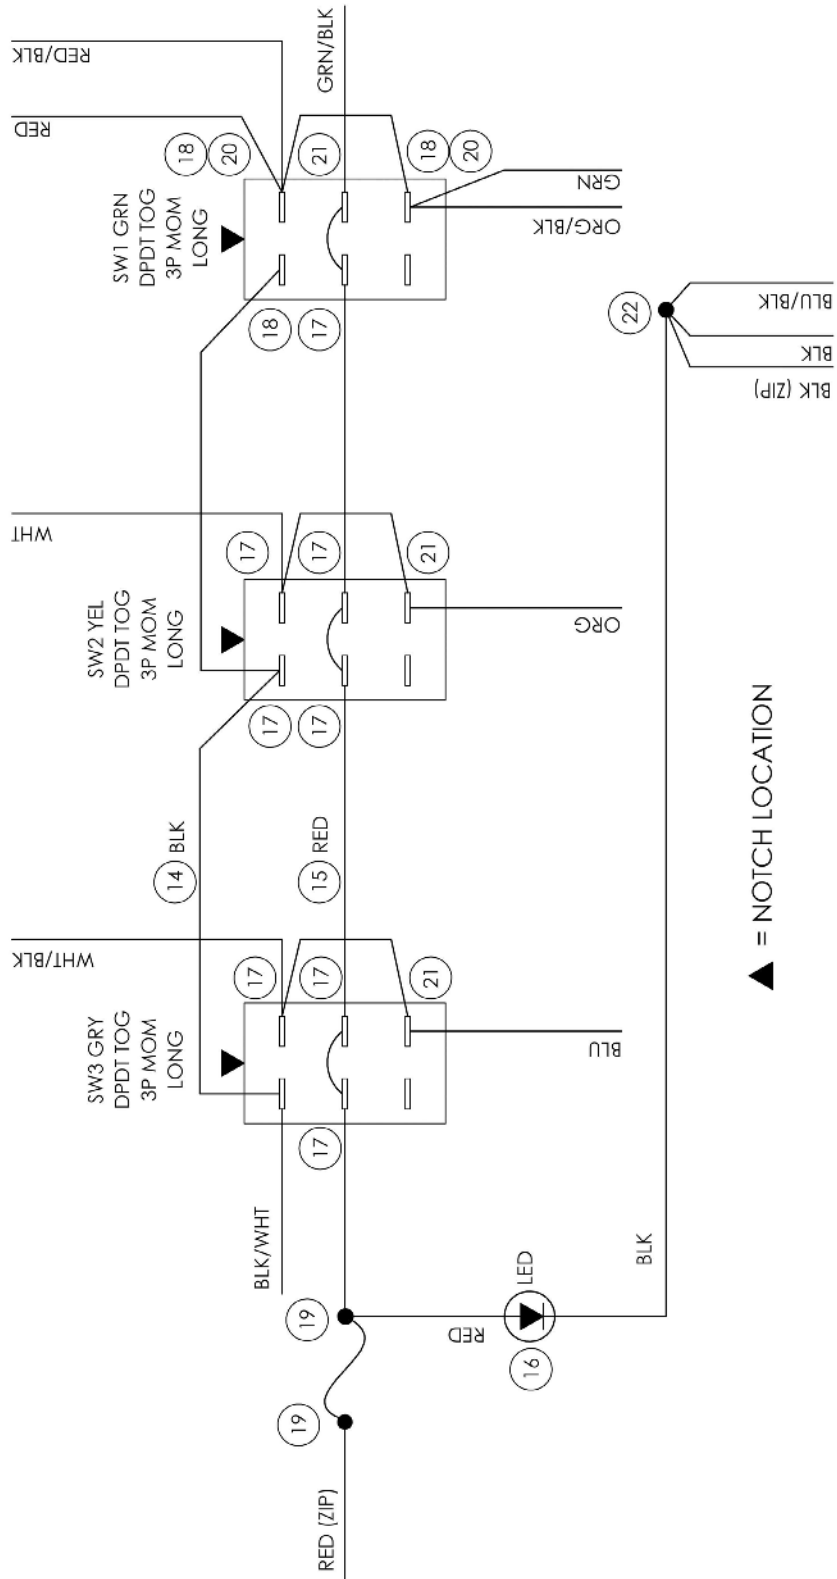 RED/BLK
RED
GRN/BLK
18
20
21
18
20
SW1 GRN
DPDT TOG
3P MOM
LONG
GRN
ORG/BLK
18
17
22
BLU/BLK
BLK
BLK (ZIP)
WHT
17
17
21
SW2 YEL
DPDT TOG
3P MOM
LONG
ORG
17
17
14 BLK
15 RED
WHT/BLK
17
17
21
SW3 GRY
DPDT TOG
3P MOM
LONG
BLU
17
BLK/WHT
BLK
19
RED
LED
16
19
RED (ZIP)
= NOTCH LOCATION